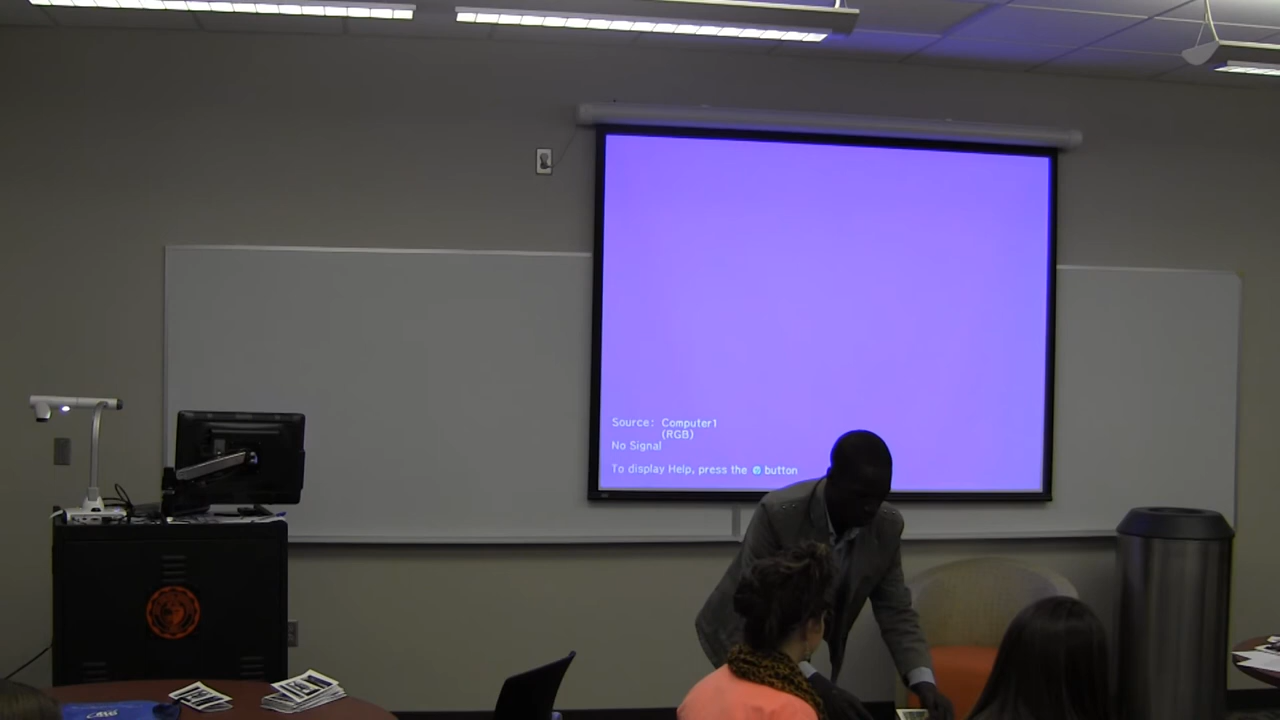 Source: Computer1
(RGB)
No Signal
To display Help, press the ? button